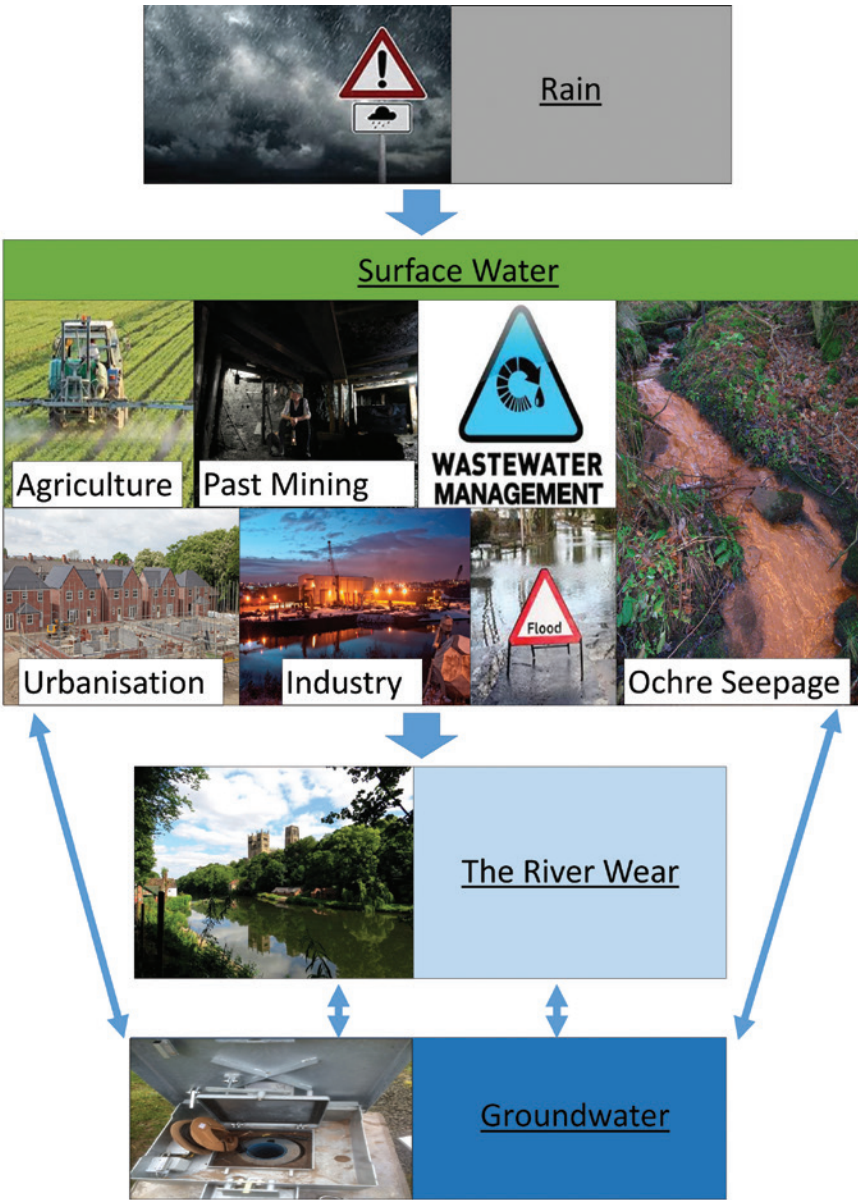 Rain
Surface Water
Agriculture
Past Mining
WASTEWATER
MANAGEMENT
Urbanisation
Industry
Flood
Ochre Seepage
The River Wear
Groundwater